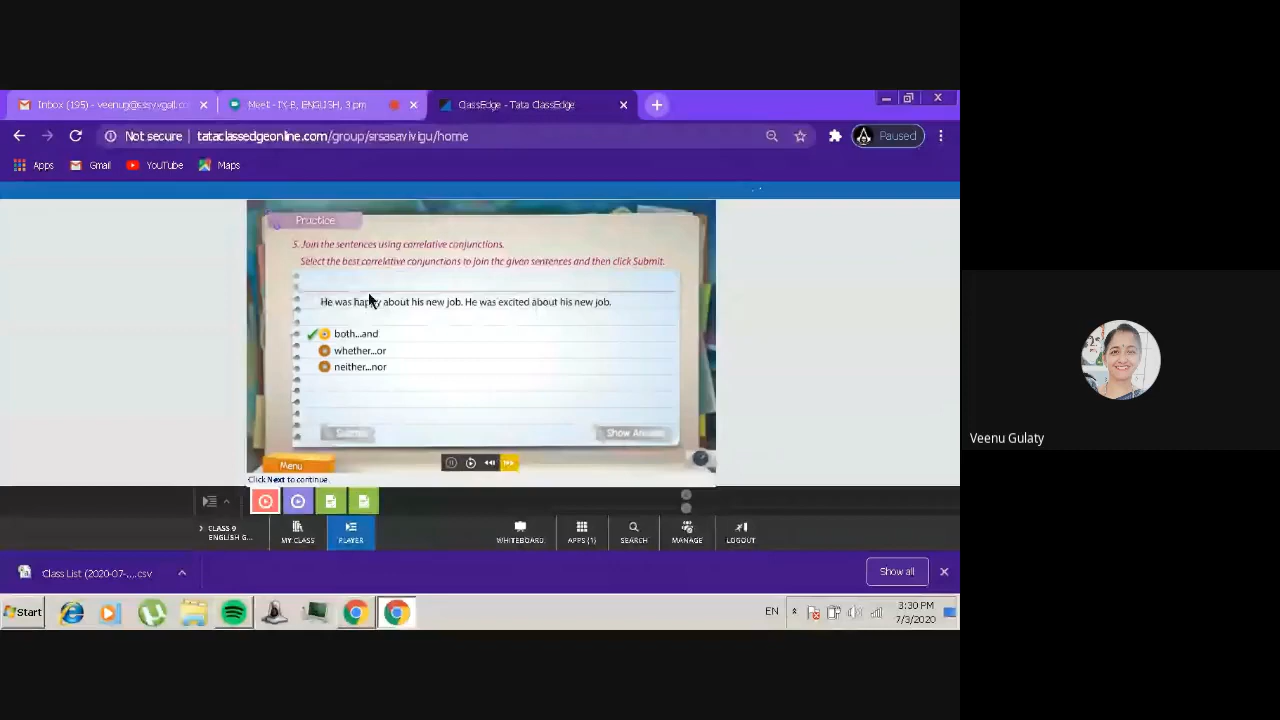 Inbox (195) - veenug@
Meet - IX-B, ENGLISH, 3 pm
ClassEdge - Tata ClassEdge
Not secure | tataclassedgeonline.com/group/srsasavivigu/home
Paused
Apps Gmail YouTube Maps
Practice
5. Join the sentences using correlative conjunctions.
Select the best correlative conjunctions to join the given sentences and then click Submit.
He was happy about his new job. He was excited about his new job.
both...and
whether...or
neither...nor
Submit Show Answer
Menu
Click Next to continue.
Veenu Gulaty
CLASS 9
ENGLISH G...
MY CLASS
PLAYER
WHITEBOARD
APPS (1)
SEARCH
MANAGE
LOGOUT
Class List (2020-07-....csv
Show all
Start
EN
3:30 PM
7/3/2020